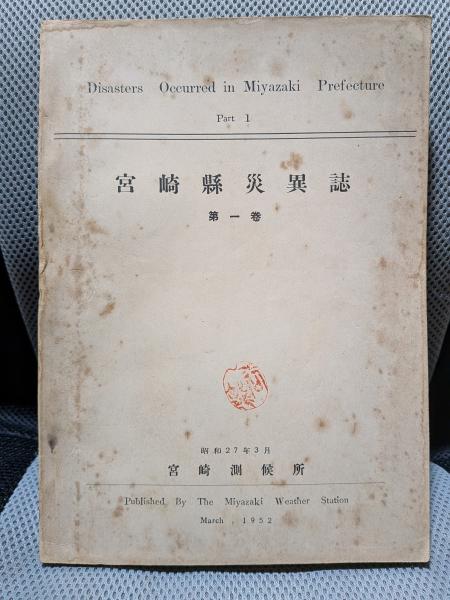 Disasters Occurred in Miyazaki Prefecture
Part 1
宮崎縣災異誌
第一巻
昭和27年3月
宮崎測候所
Published By The Miyazaki Weather Station
March , 1952